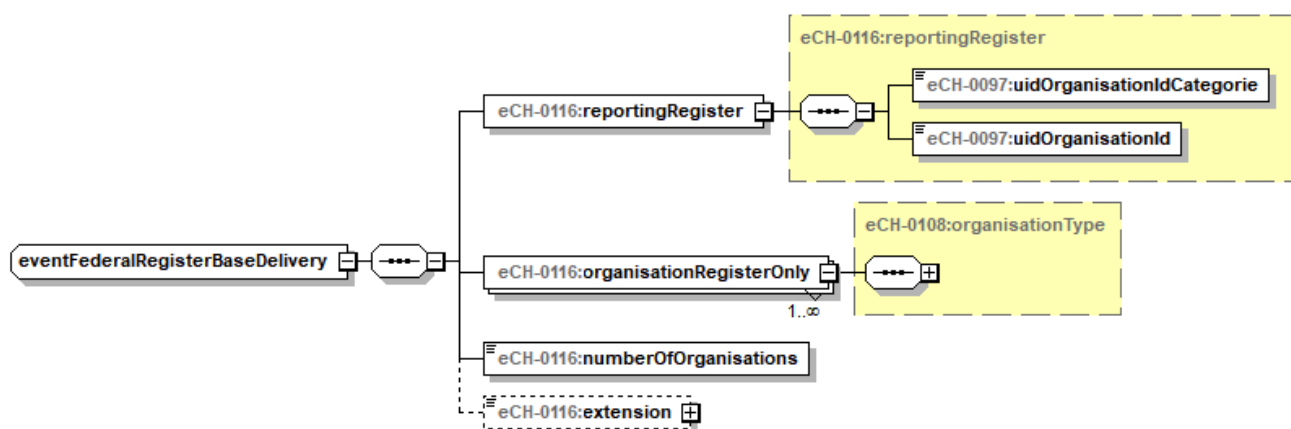 eCH-0116:reportingRegister
eCH-0097:uidOrganisationIdCategorie
eCH-0116:reportingRegister
eCH-0097:uidOrganisationId
eCH-0108:organisationType
eventFederalRegisterBaseDelivery
eCH-0116:organisationRegisterOnly
1..∞
eCH-0116:numberOfOrganisations
eCH-0116:extension